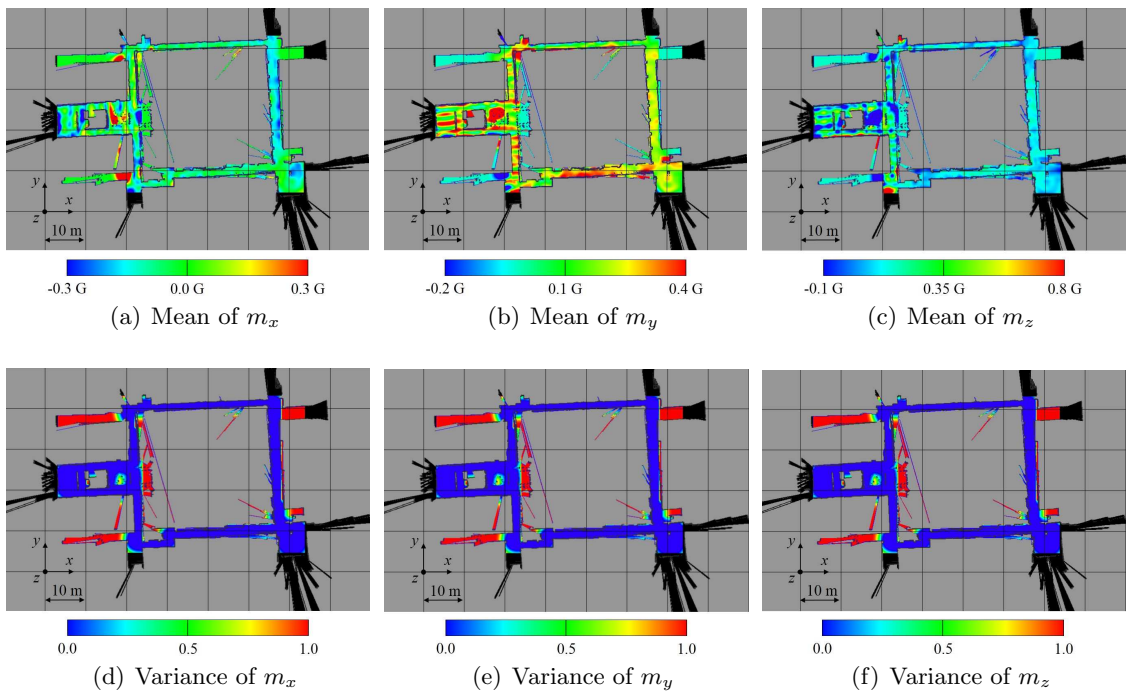 y
z
x
10 m
y
z
x
10 m
y
z
x
10 m
-0.3 G 0.0 G 0.3 G
-0.2 G 0.1 G 0.4 G
-0.1 G 0.35 G 0.8 G
(a) Mean of m_x
(b) Mean of m_y
(c) Mean of m_z
y
z
x
10 m
y
z
x
10 m
y
z
x
10 m
0.0 0.5 1.0
0.0 0.5 1.0
0.0 0.5 1.0
(d) Variance of m_x
(e) Variance of m_y
(f) Variance of m_z